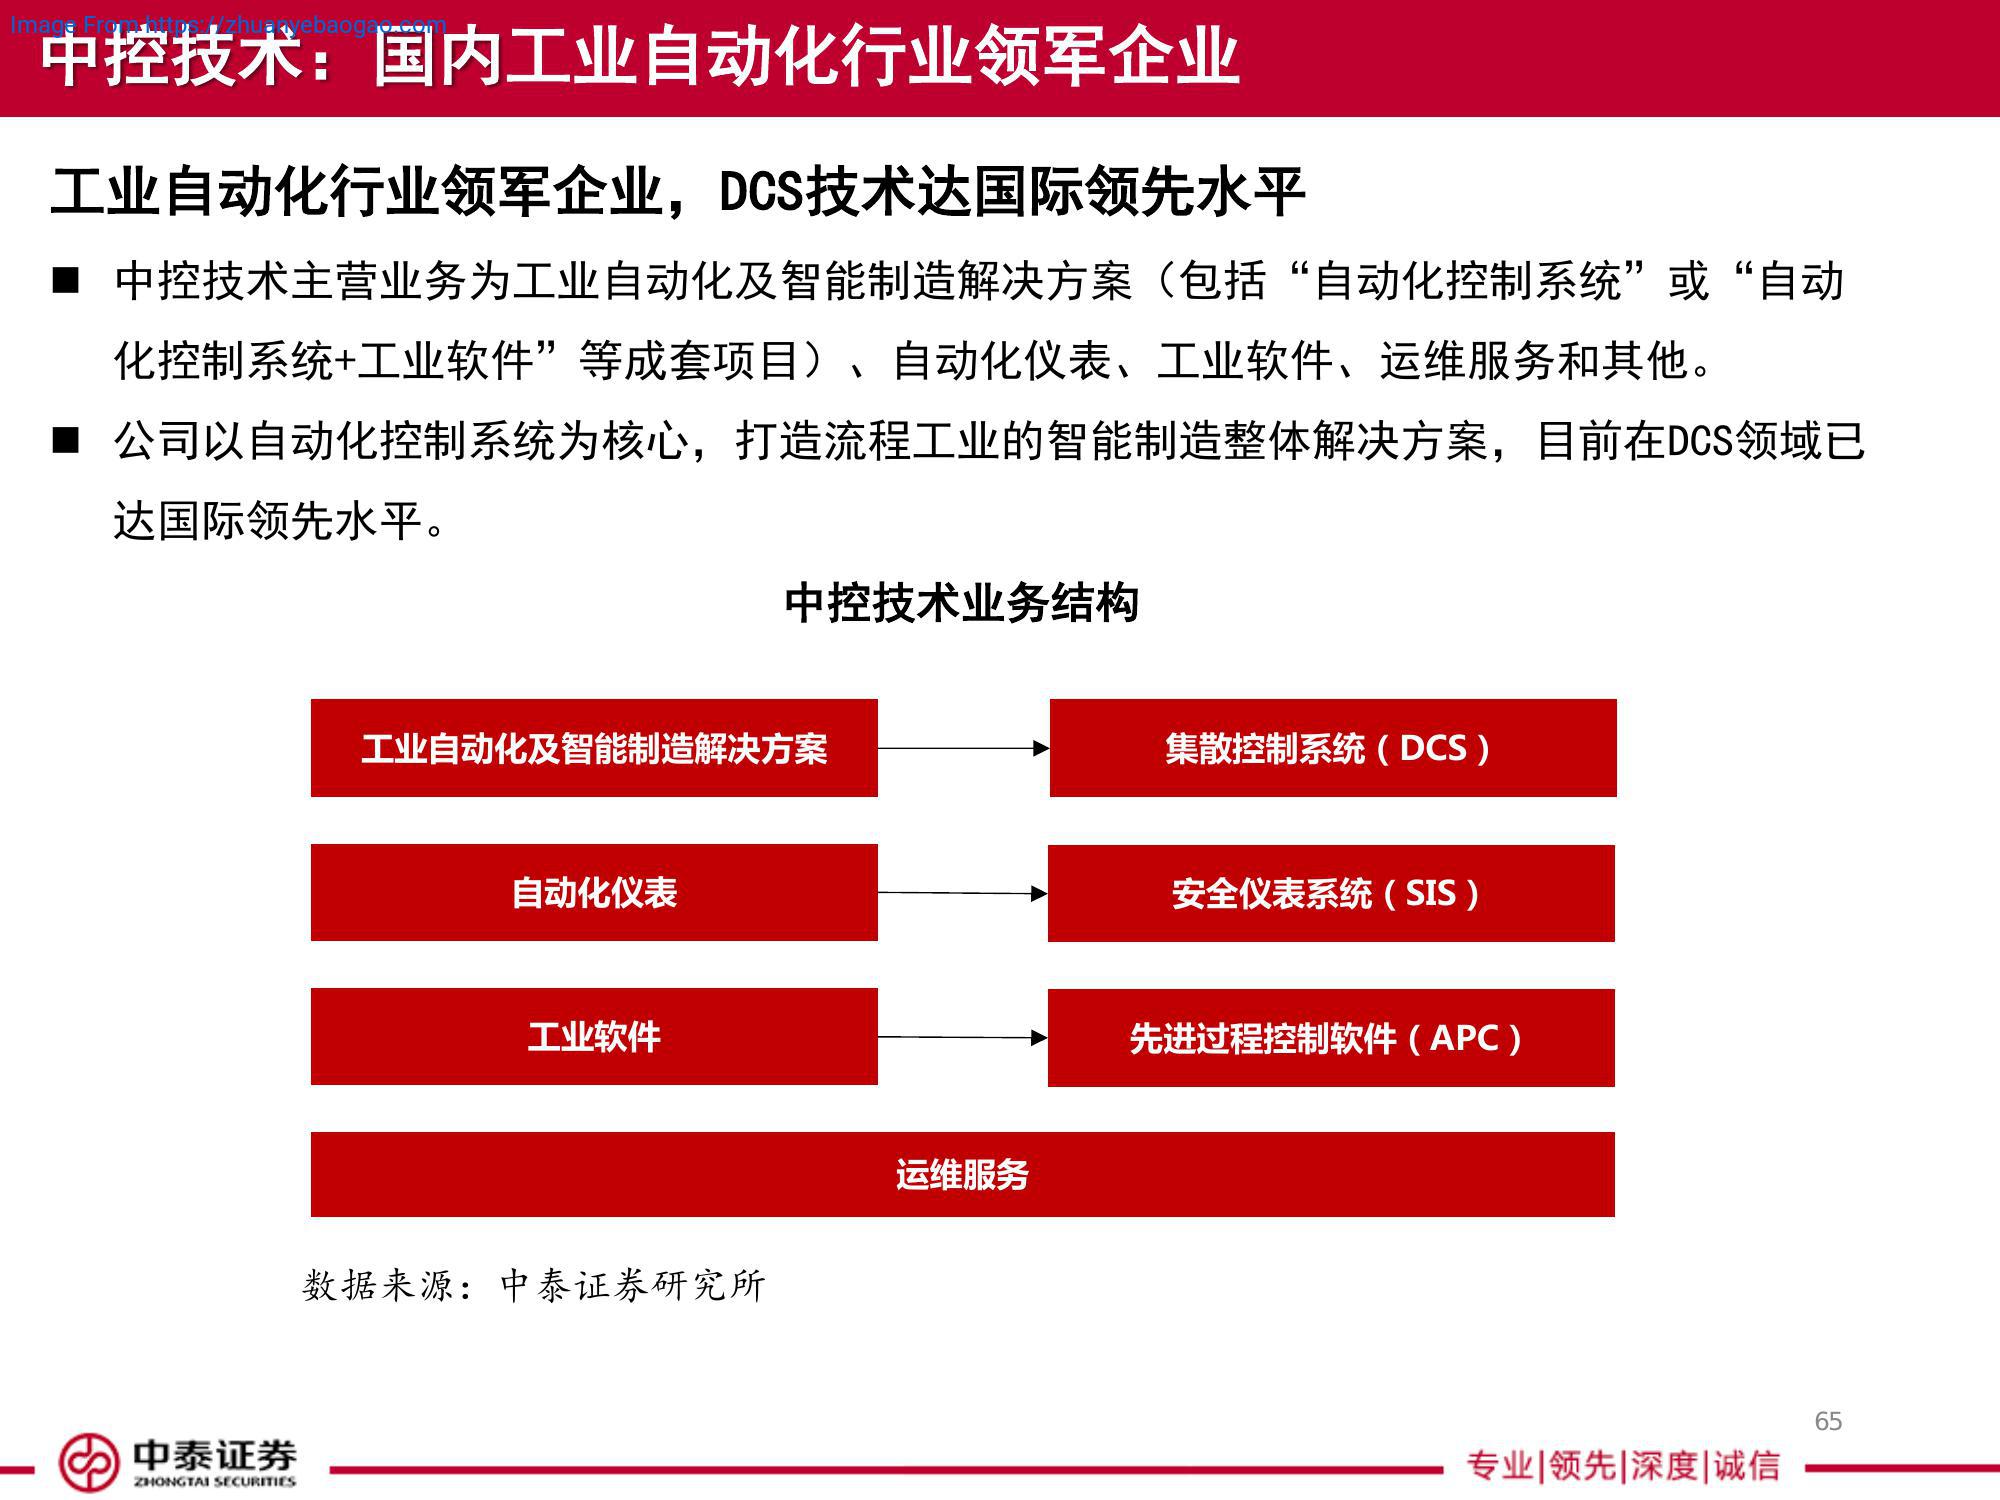 Image From:https://zhuanyebaogao.com
中控技术：国内工业自动化行业领军企业
工业自动化行业领军企业，DCS技术达国际领先水平
■ 中控技术主营业务为工业自动化及智能制造解决方案（包括“自动化控制系统”或“自动
化控制系统+工业软件”等成套项目）、自动化仪表、工业软件、运维服务和其他。
■ 公司以自动化控制系统为核心，打造流程工业的智能制造整体解决方案，目前在DCS领域已
达国际领先水平。
中控技术业务结构
工业自动化及智能制造解决方案
集散控制系统（DCS）
自动化仪表
安全仪表系统（SIS）
工业软件
先进过程控制软件（APC）
运维服务
数据来源：中泰证券研究所
65
中泰证券
ZHONGTAI SECURITIES
专业|领先|深度|诚信